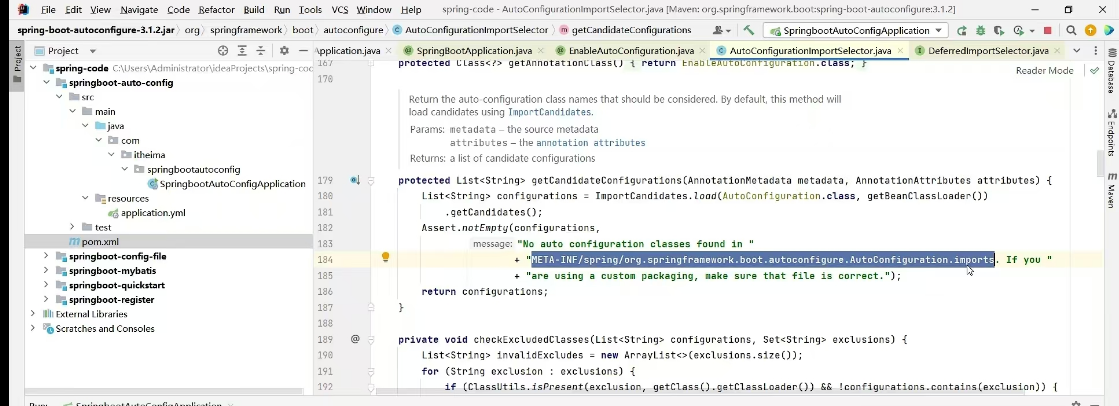 File Edit View Navigate Code Refactor Build Run Tools VCS Window Help spring-code - AutoConfigurationImportSelector.java [Maven: org.springframework.boot:spring-boot-autoconfigure:3.1.2]
spring-boot-autoconfigure-3.1.2.jar org springframework boot autoconfigure AutoConfigurationImportSelector getCandidateConfigurations SpringbootAutoConfigApplication
Project
Project
Application.java SpringBootApplication.java EnableAutoConfiguration.java AutoConfigurationImportSelector.java DeferredImportSelector.java
Reader Mode
spring-code C:\Users\Administrator\IdeaProjects\spring-coc
springboot-auto-config
src
main
java
com
itheima
springbootautoconfig
SpringbootAutoConfigApplication
resources
application.yml
test
pom.xml
springboot-config-file
springboot-mybatis
springboot-quickstart
springboot-register
External Libraries
Scratches and Consoles
167 protected Class<?> getAnnotationClass() { return EnableAutoConfiguration.class; }
170
Return the auto-configuration class names that should be considered. By default, this method will
load candidates using ImportCandidates.
Params: metadata – the source metadata
attributes – the annotation attributes
Returns: a list of candidate configurations
179 protected List<String> getCandidateConfigurations(AnnotationMetadata metadata, AnnotationAttributes attributes) {
180 List<String> configurations = ImportCandidates.load(AutoConfiguration.class, getBeanClassLoader())
181 .getCandidates();
182 Assert.notEmpty(configurations,
183 message: "No auto configuration classes found in "
184 + "META-INF/spring/org.springframework.boot.autoconfigure.AutoConfiguration.imports. If you "
185 + "are using a custom packaging, make sure that file is correct.");
186 return configurations;
187 }
188
189 @ private void checkExcludedClasses(List<String> configurations, Set<String> exclusions) {
190 List<String> invalidExcludes = new ArrayList<>(exclusions.size());
191 for (String exclusion : exclusions) {
192 if (ClassUtils.isPresent(exclusion, getClass().getClassLoader()) && !configurations.contains(exclusion)) {
Database
Endpoints
Maven
Run: SpringbootAutoConfigApplication